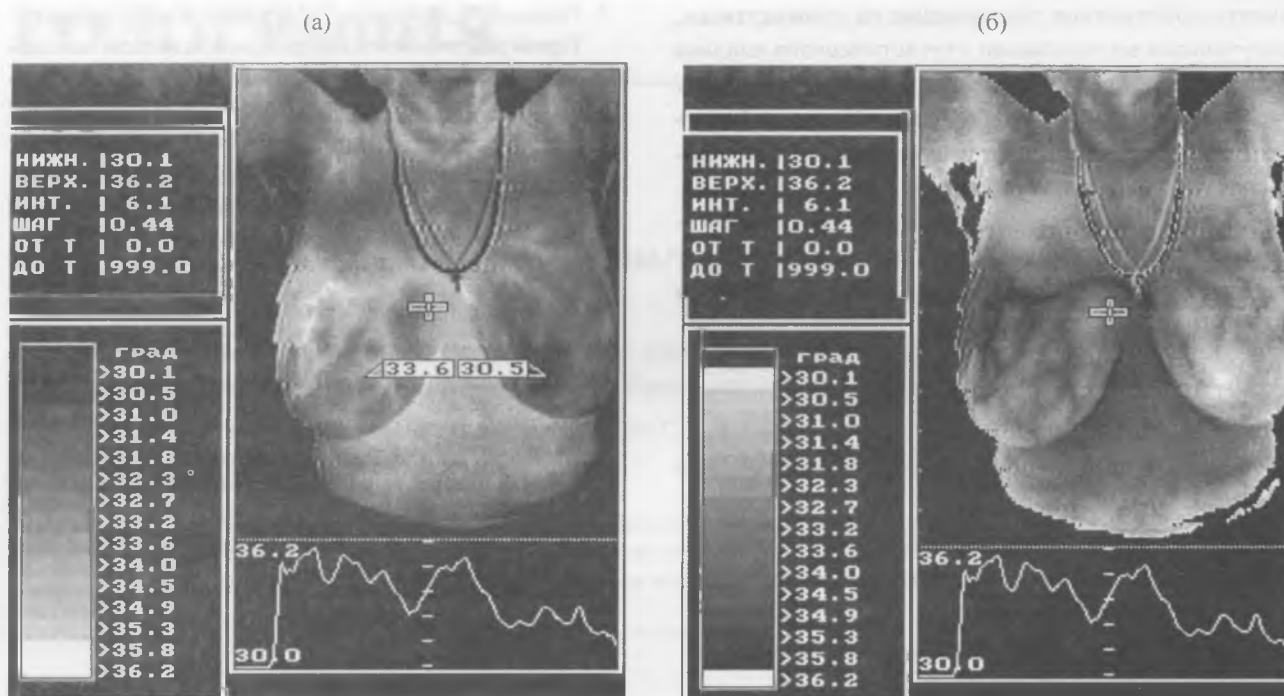 (а)
НИЖН. |30.1
ВЕРХ. |36.2
ИНТ. | 6.1
ШАГ |0.44
ОТ Т | 0.0
ДО Т |999.0
град
>30.1
>30.5
>31.0
>31.4
>31.8
>32.3
>32.7
>33.2
>33.6
>34.0
>34.5
>34.9
>35.3
>35.8
>36.2
33.6 30.5
36.2
30.0
(б)
НИЖН. |30.1
ВЕРХ. |36.2
ИНТ. | 6.1
ШАГ |0.44
ОТ Т | 0.0
ДО Т |999.0
град
>30.1
>30.5
>31.0
>31.4
>31.8
>32.3
>32.7
>33.2
>33.6
>34.0
>34.5
>34.9
>35.3
>35.8
>36.2
36.2
30.0